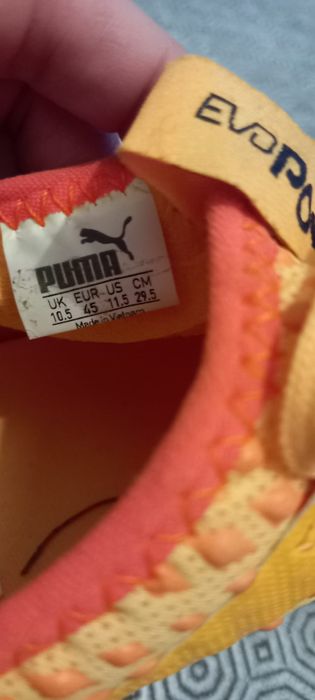 EVOPO
PUMA
UK EUR US CM
10.5 45 11.5 29.5
Made in Vietnam